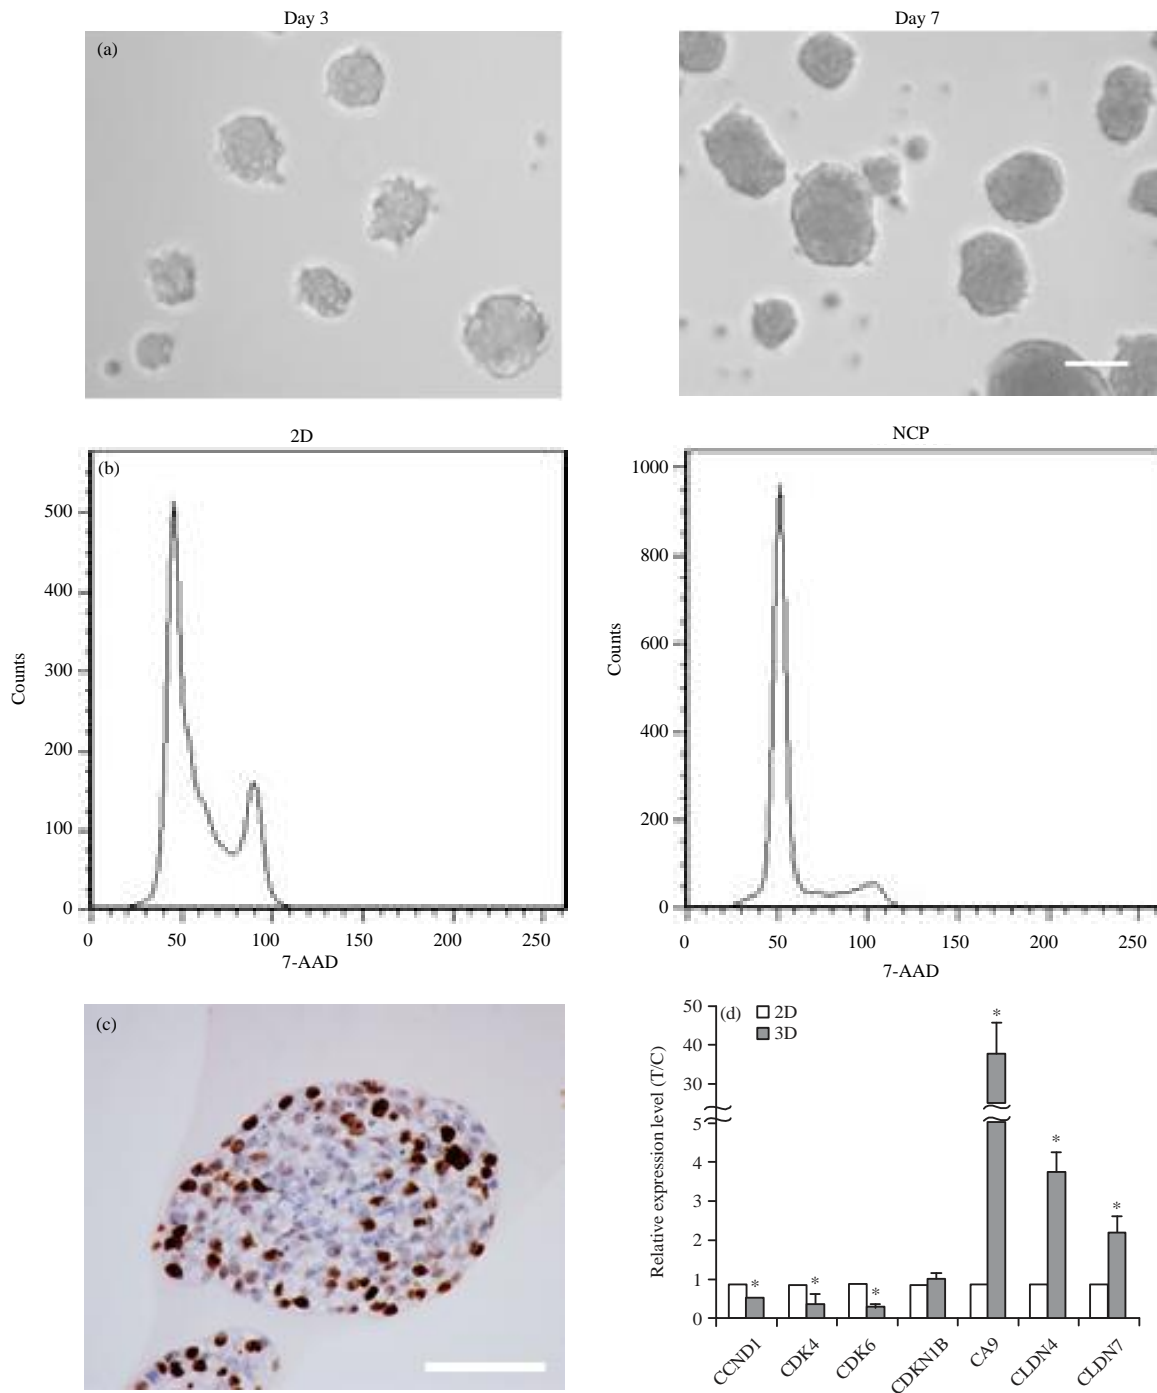 Day 3
Day 7
(a)
2D
NCP
(b)
500
400
300
200
100
0
Counts
0 50 100 150 200 250
7-AAD
1000
800
600
400
200
0
Counts
0 50 100 150 200 250
7-AAD
(c)
(d)
2D
3D
50
40
30
5
4
3
2
1
0
Relative expression level (T/C)
* * * * * *
CCND1 CDK4 CDK6 CDKN1B CA9 CLDN4 CLDN7